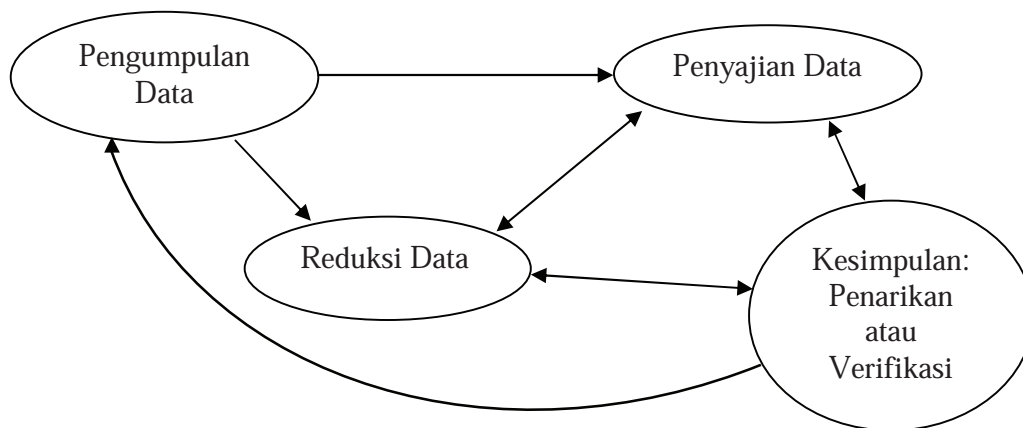 Pengumpulan
Data
Penyajian Data
Reduksi Data
Kesimpulan:
Penarikan
atau
Verifikasi